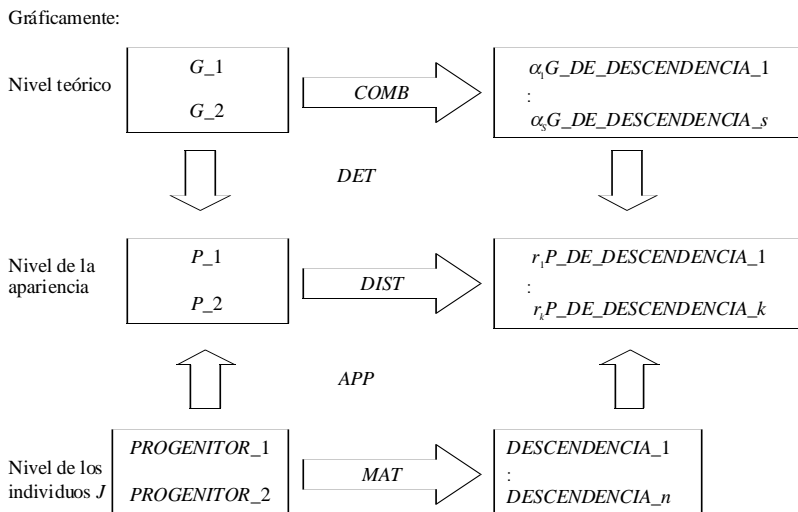 Gráficamente:
Nivel teórico
G_1
G_2
COMB
α₁G_DE_DESCENDENCIA_1
:
αₛG_DE_DESCENDENCIA_s
DET
Nivel de la
apariencia
P_1
P_2
DIST
r₁P_DE_DESCENDENCIA_1
:
rₖP_DE_DESCENDENCIA_k
APP
Nivel de los
individuos J
PROGENITOR_1
PROGENITOR_2
MAT
DESCENDENCIA_1
:
DESCENDENCIA_n